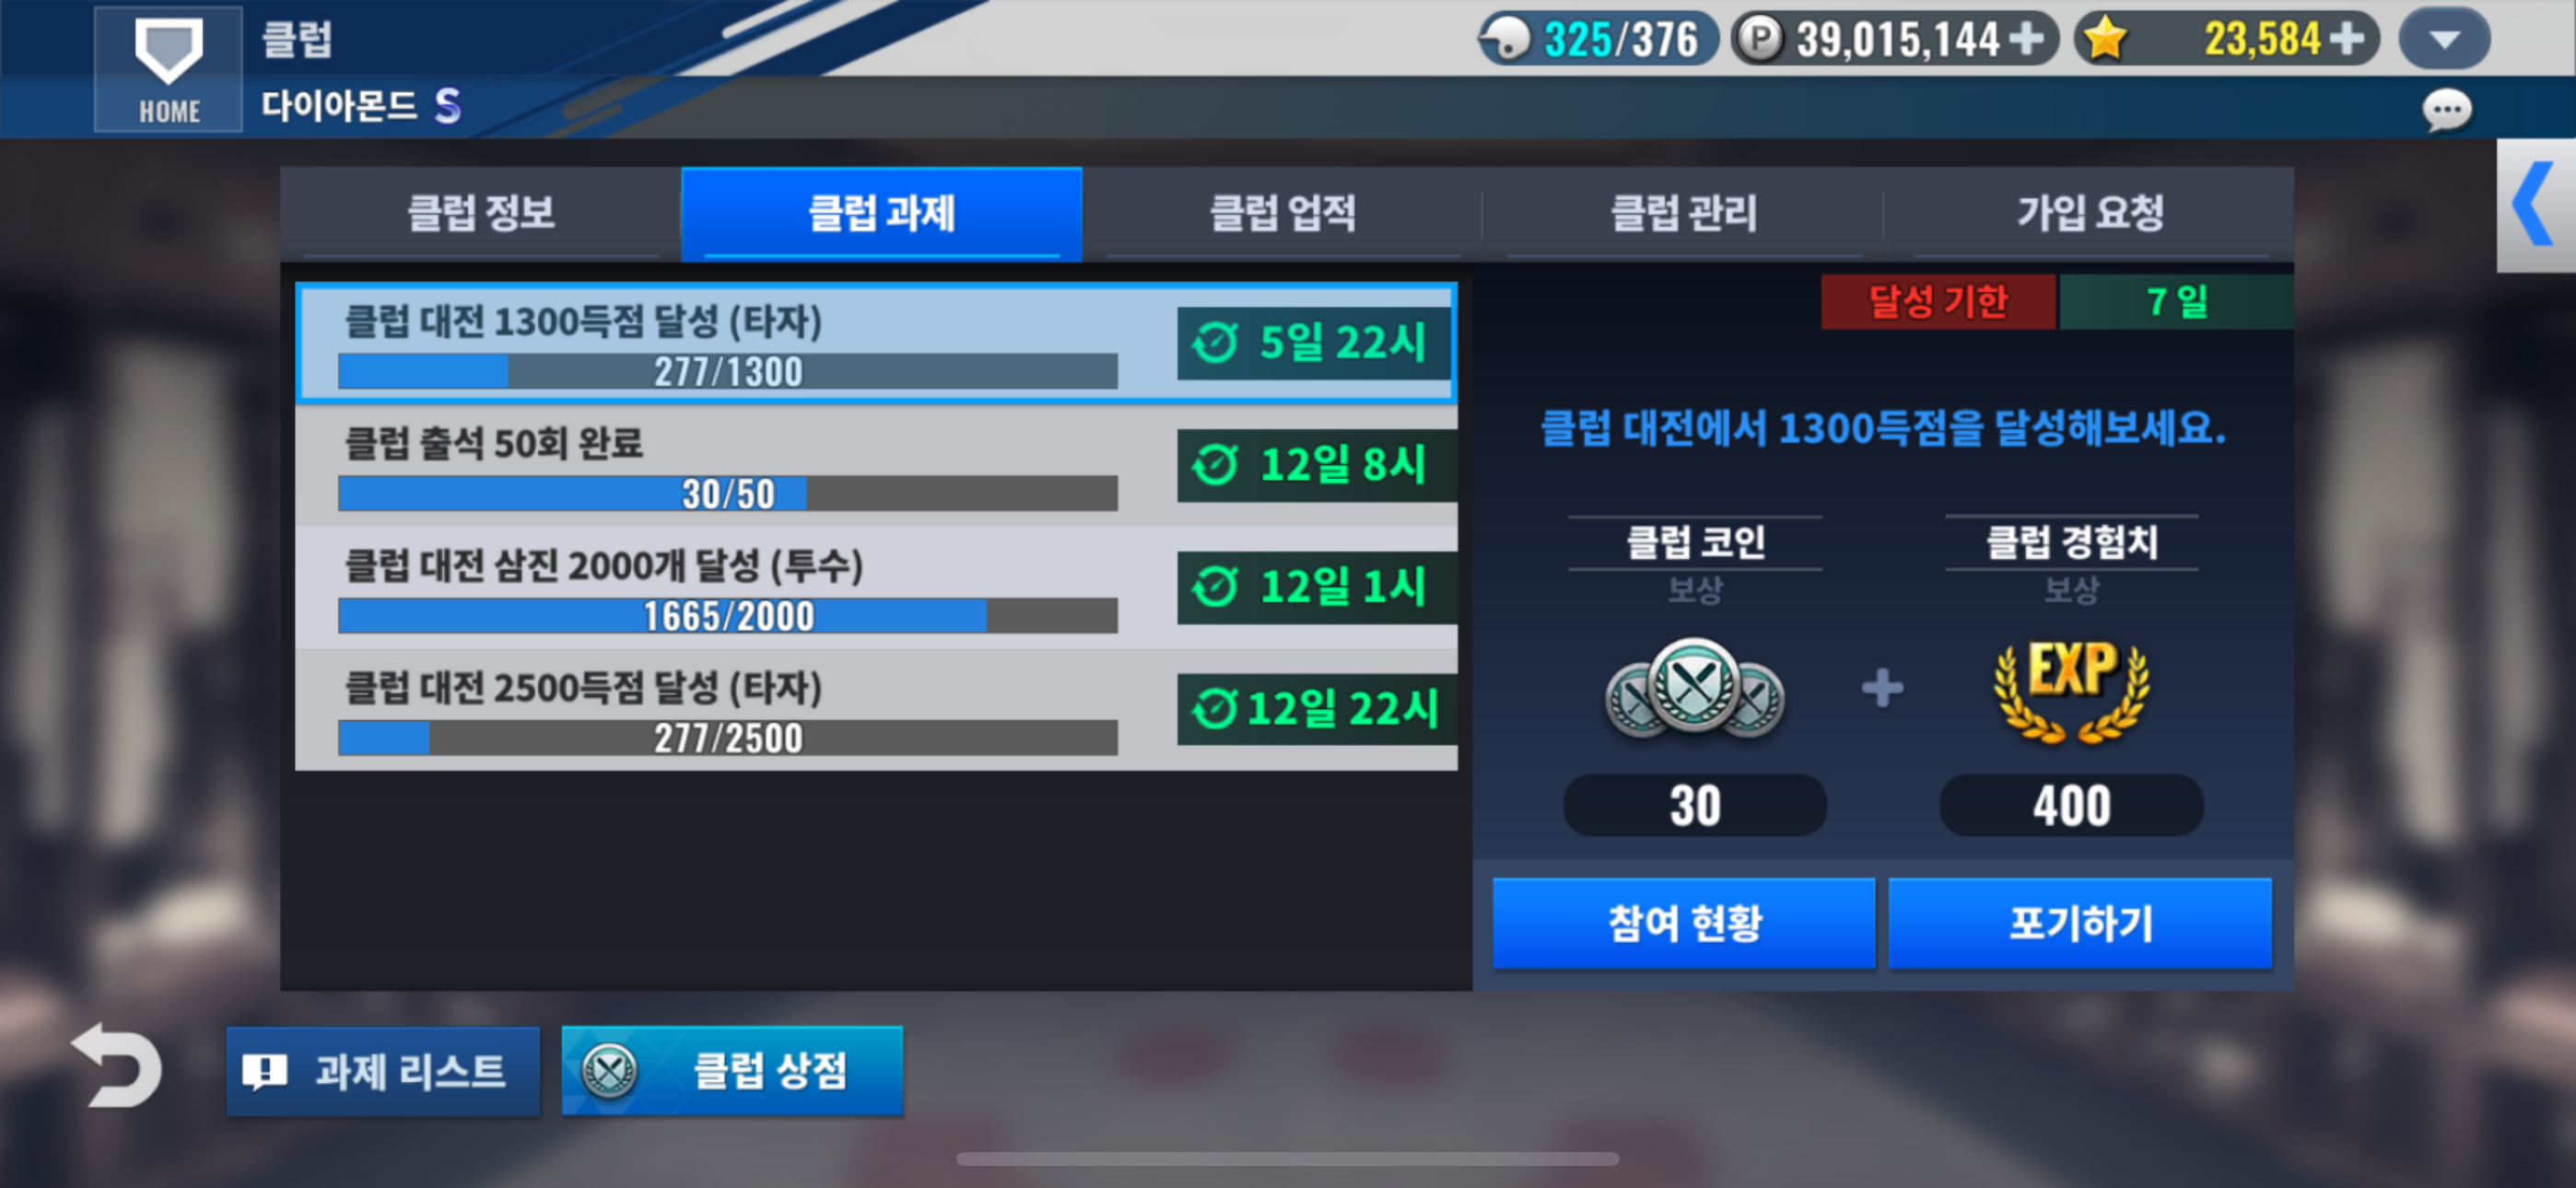 HOME
클럽
다이아몬드 S
325/376
P 39,015,144
23,584
클럽 정보
클럽 과제
클럽 업적
클럽 관리
가입 요청
클럽 대전 1300득점 달성 (타자)
277/1300
5일 22시
클럽 출석 50회 완료
30/50
12일 8시
클럽 대전 삼진 2000개 달성 (투수)
1665/2000
12일 1시
클럽 대전 2500득점 달성 (타자)
277/2500
12일 22시
달성 기한
7 일
클럽 대전에서 1300득점을 달성해보세요.
클럽 코인
보상
30
클럽 경험치
보상
EXP
400
참여 현황
포기하기
과제 리스트
클럽 상점